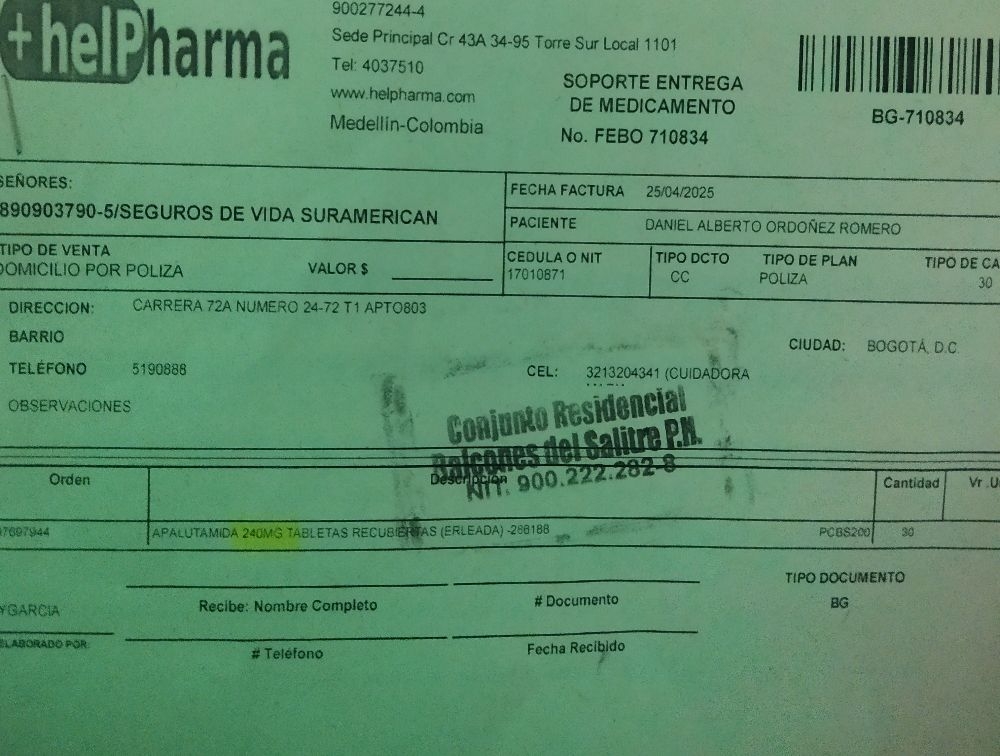 +helPharma
900277244-4
Sede Principal Cr 43A 34-95 Torre Sur Local 1101
Tel: 4037510
www.helpharma.com
Medellín-Colombia
SOPORTE ENTREGA
DE MEDICAMENTO
No. FEBO 710834
BG-710834
SEÑORES:
890903790-5/SEGUROS DE VIDA SURAMERICAN
FECHA FACTURA 25/04/2025
PACIENTE DANIEL ALBERTO ORDOÑEZ ROMERO
TIPO DE VENTA
DOMICILIO POR POLIZA
VALOR $
CEDULA O NIT
17010871
TIPO DCTO
CC
TIPO DE PLAN
POLIZA
TIPO DE CA
30
DIRECCION: CARRERA 72A NUMERO 24-72 T1 APTO803
BARRIO
CIUDAD: BOGOTÁ, D.C.
TELÉFONO 5190888
CEL: 3213204341 (CUIDADORA
OBSERVACIONES
Conjunto Residencial
Balcones del Salitre P.H.
NIT. 900.222.282-8
Orden Descripción Cantidad Vr .U
7697944 APALUTAMIDA 240MG TABLETAS RECUBIERTAS (ERLEADA) -286188 PCBS200 30
YGARCIA
ELABORADO POR:
Recibe: Nombre Completo
# Documento
# Teléfono
Fecha Recibido
TIPO DOCUMENTO
BG